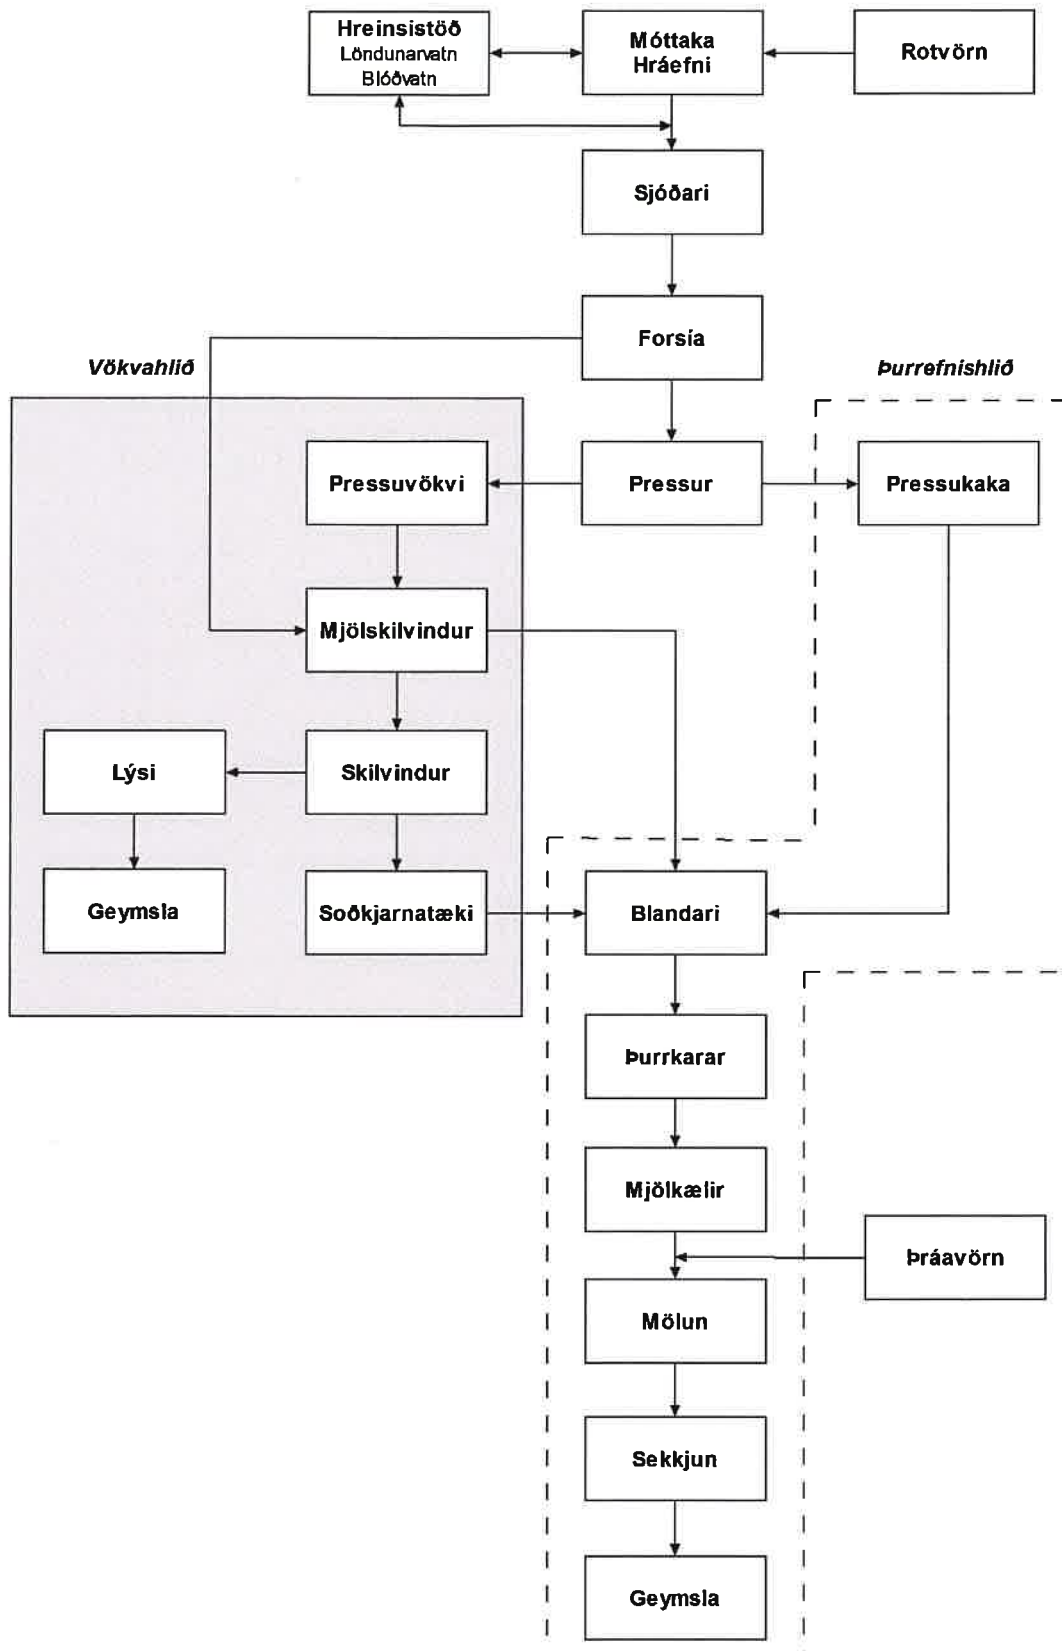 Hreinsistöð
Löndunarvatn
Blóðvatn
Móttaka
Hráefni
Rotvörn
Sjóðari
Forsía
Vökvahlið
Þurrefnishlið
Pressuvökvi
Pressur
Pressukaka
Mjölskilvindur
Lýsi
Skilvindur
Geymsla
Soðkjarnatæki
Blandari
Þurrkarar
Mjölkælir
Þráavörn
Mölun
Sekkjun
Geymsla